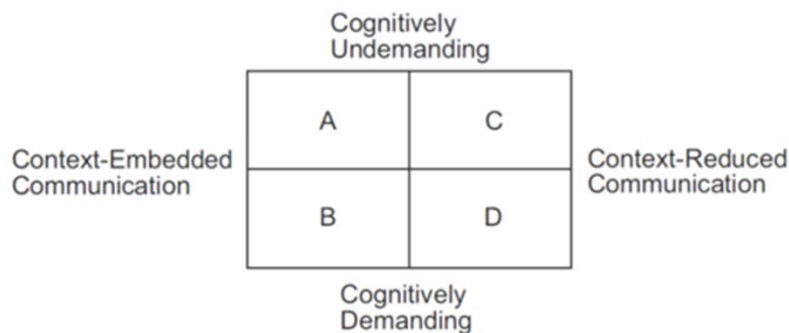 Cognitively
Undemanding
A
C
Context-Embedded
Communication
Context-Reduced
Communication
B
D
Cognitively
Demanding